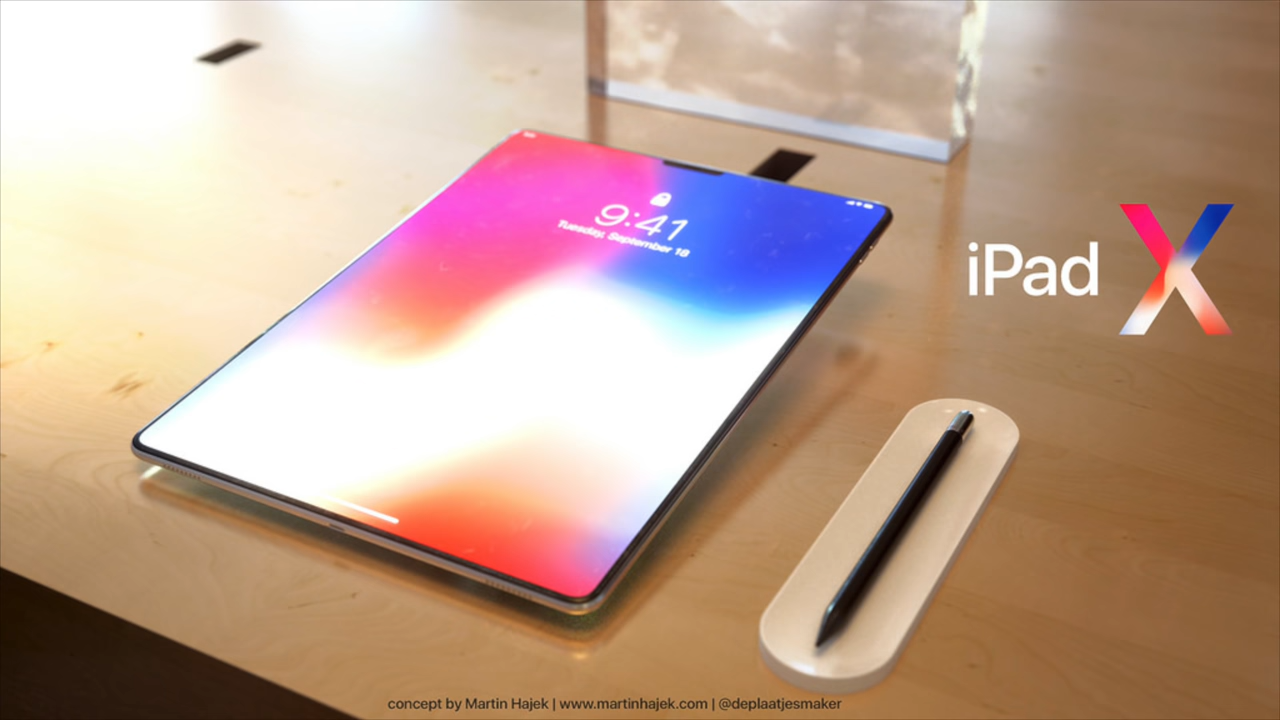 9:41
Tuesday, September 18
iPad X
concept by Martin Hajek | www.martinhajek.com | @deplaatjesmaker